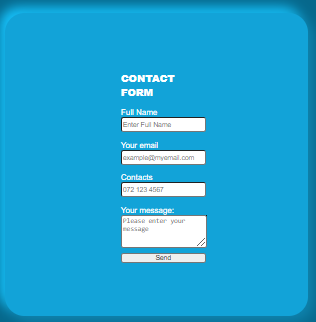 CONTACT
FORM
Full Name
Enter Full Name
Your email
example@myemail.com
Contacts
072 123 4567
Your message:
Please enter your
message
Send